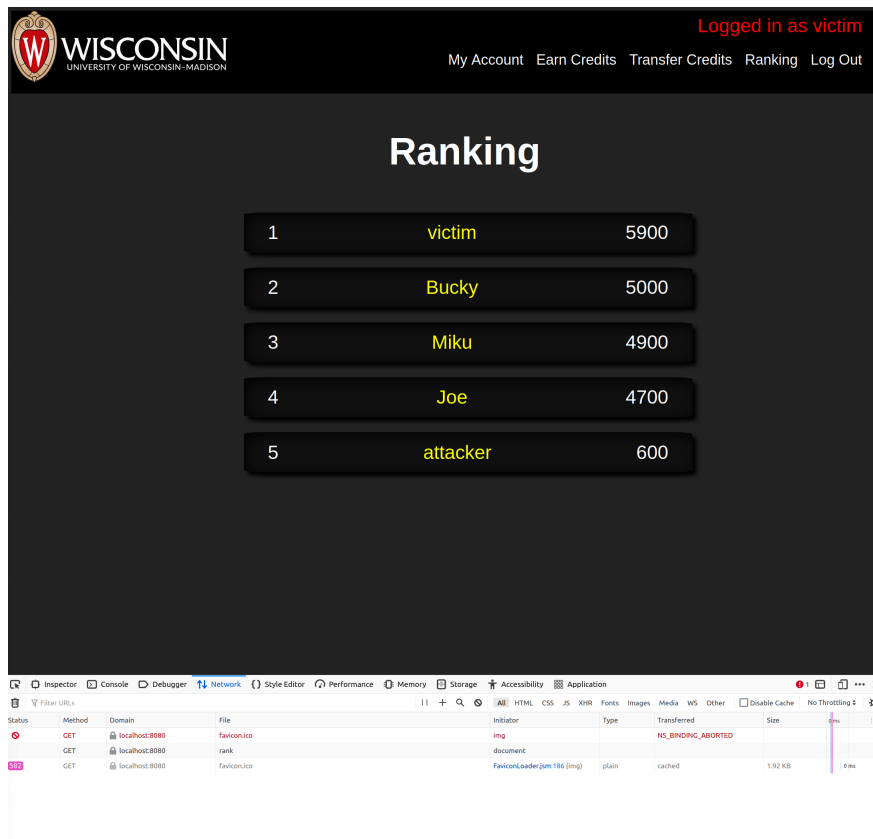 Logged in as victim
W WISCONSIN
UNIVERSITY OF WISCONSIN–MADISON
My Account Earn Credits Transfer Credits Ranking Log Out
Ranking
1 victim 5900
2 Bucky 5000
3 Miku 4900
4 Joe 4700
5 attacker 600
Inspector Console Debugger Network Style Editor Performance Memory Storage Accessibility Application 1
Filter URLs All HTML CSS JS XHR Fonts Images Media WS Other Disable Cache No Throttling
Status Method Domain File Initiator Type Transferred Size 0 ms
GET localhost:8080 favicon.ico img NS_BINDING_ABORTED
GET localhost:8080 rank document
502 GET localhost:8080 favicon.ico FaviconLoader.jsm:186 (img) plain cached 1.92 KB 0 ms